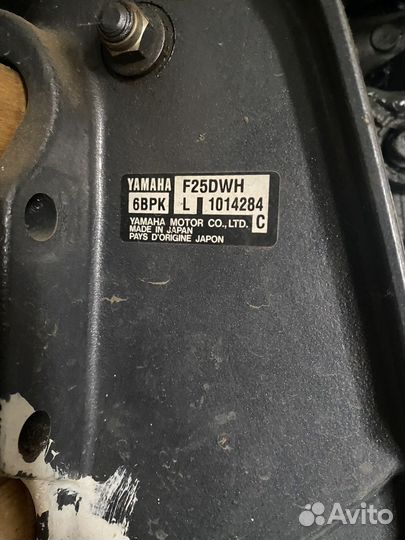 YAMAHA F25DWH
6BPK L 1014284
YAMAHA MOTOR CO., LTD. C
MADE IN JAPAN
PAYS D'ORIGINE JAPON
Avito